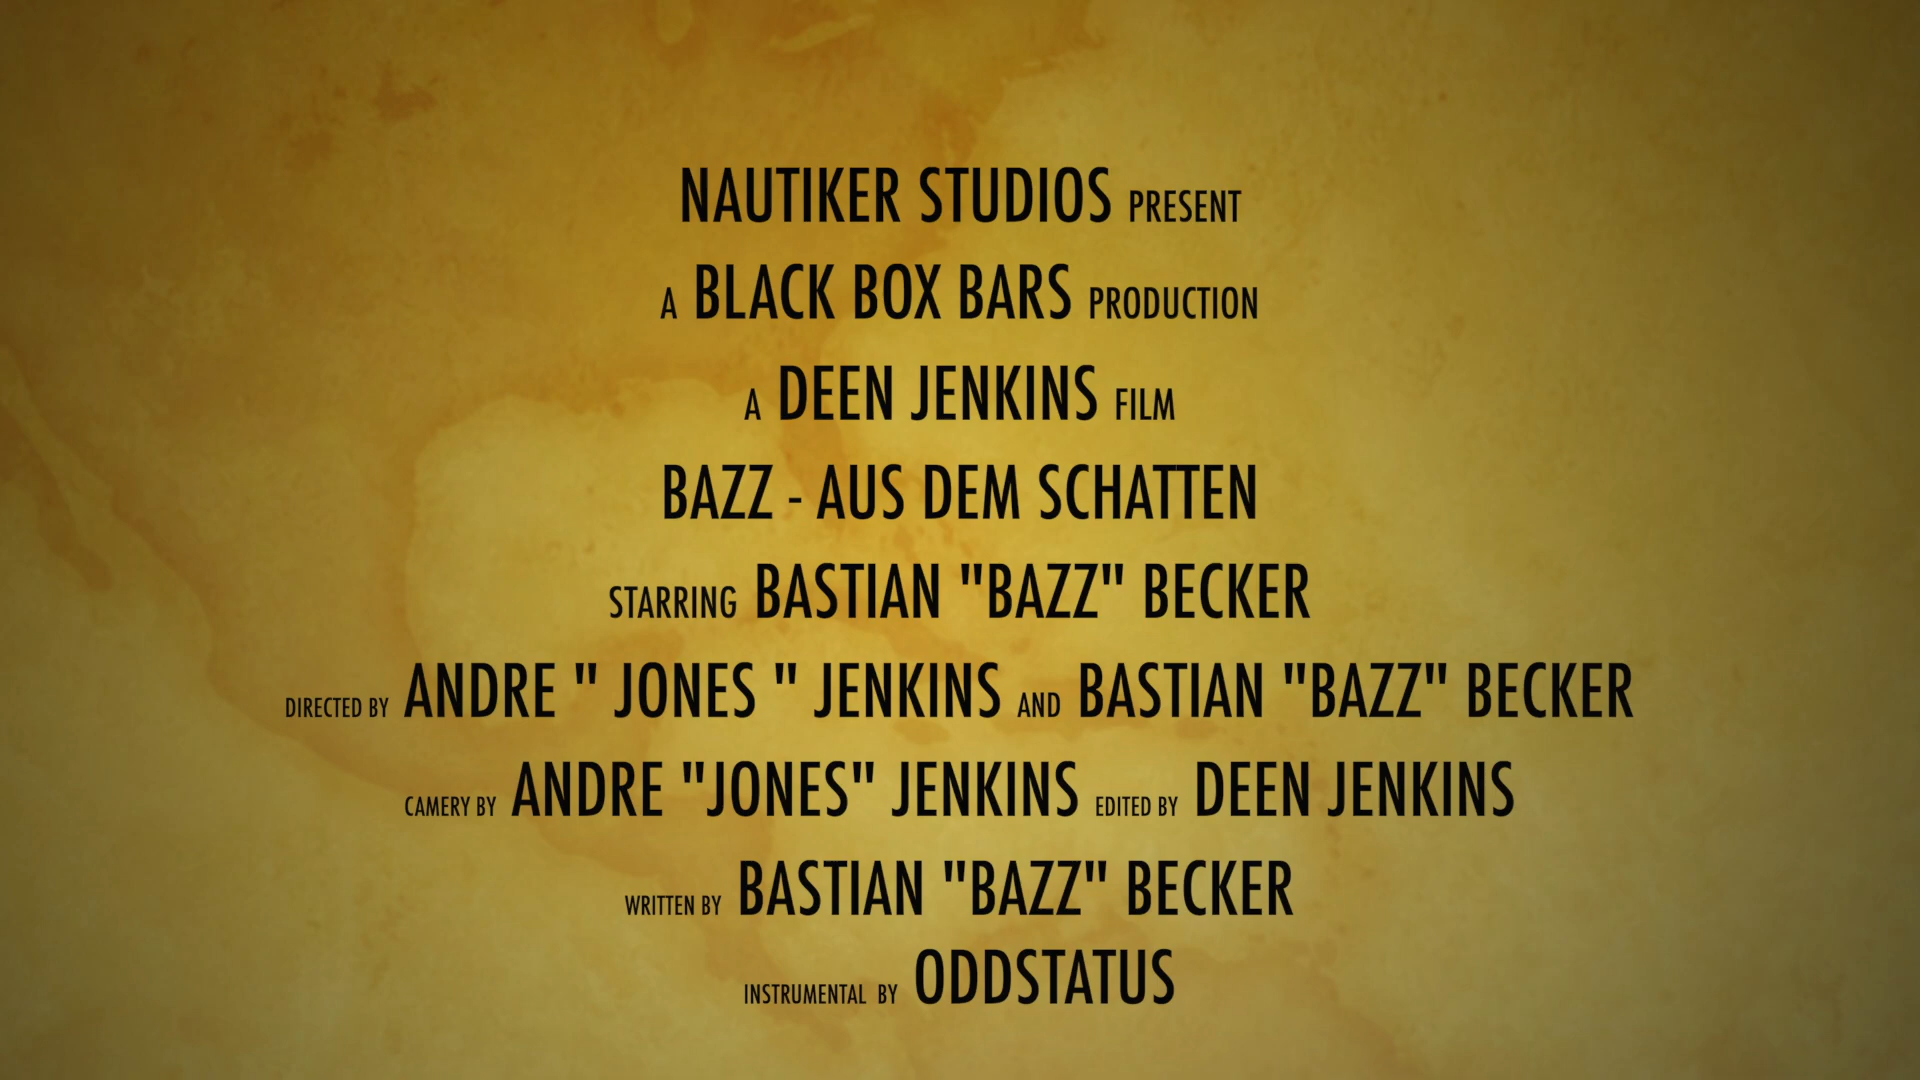 NAUTIKER STUDIOS PRESENT
A BLACK BOX BARS PRODUCTION
A DEEN JENKINS FILM
BAZZ - AUS DEM SCHATTEN
STARRING BASTIAN "BAZZ" BECKER
DIRECTED BY ANDRE " JONES " JENKINS AND BASTIAN "BAZZ" BECKER
CAMERY BY ANDRE "JONES" JENKINS EDITED BY DEEN JENKINS
WRITTEN BY BASTIAN "BAZZ" BECKER
INSTRUMENTAL BY ODDSTATUS